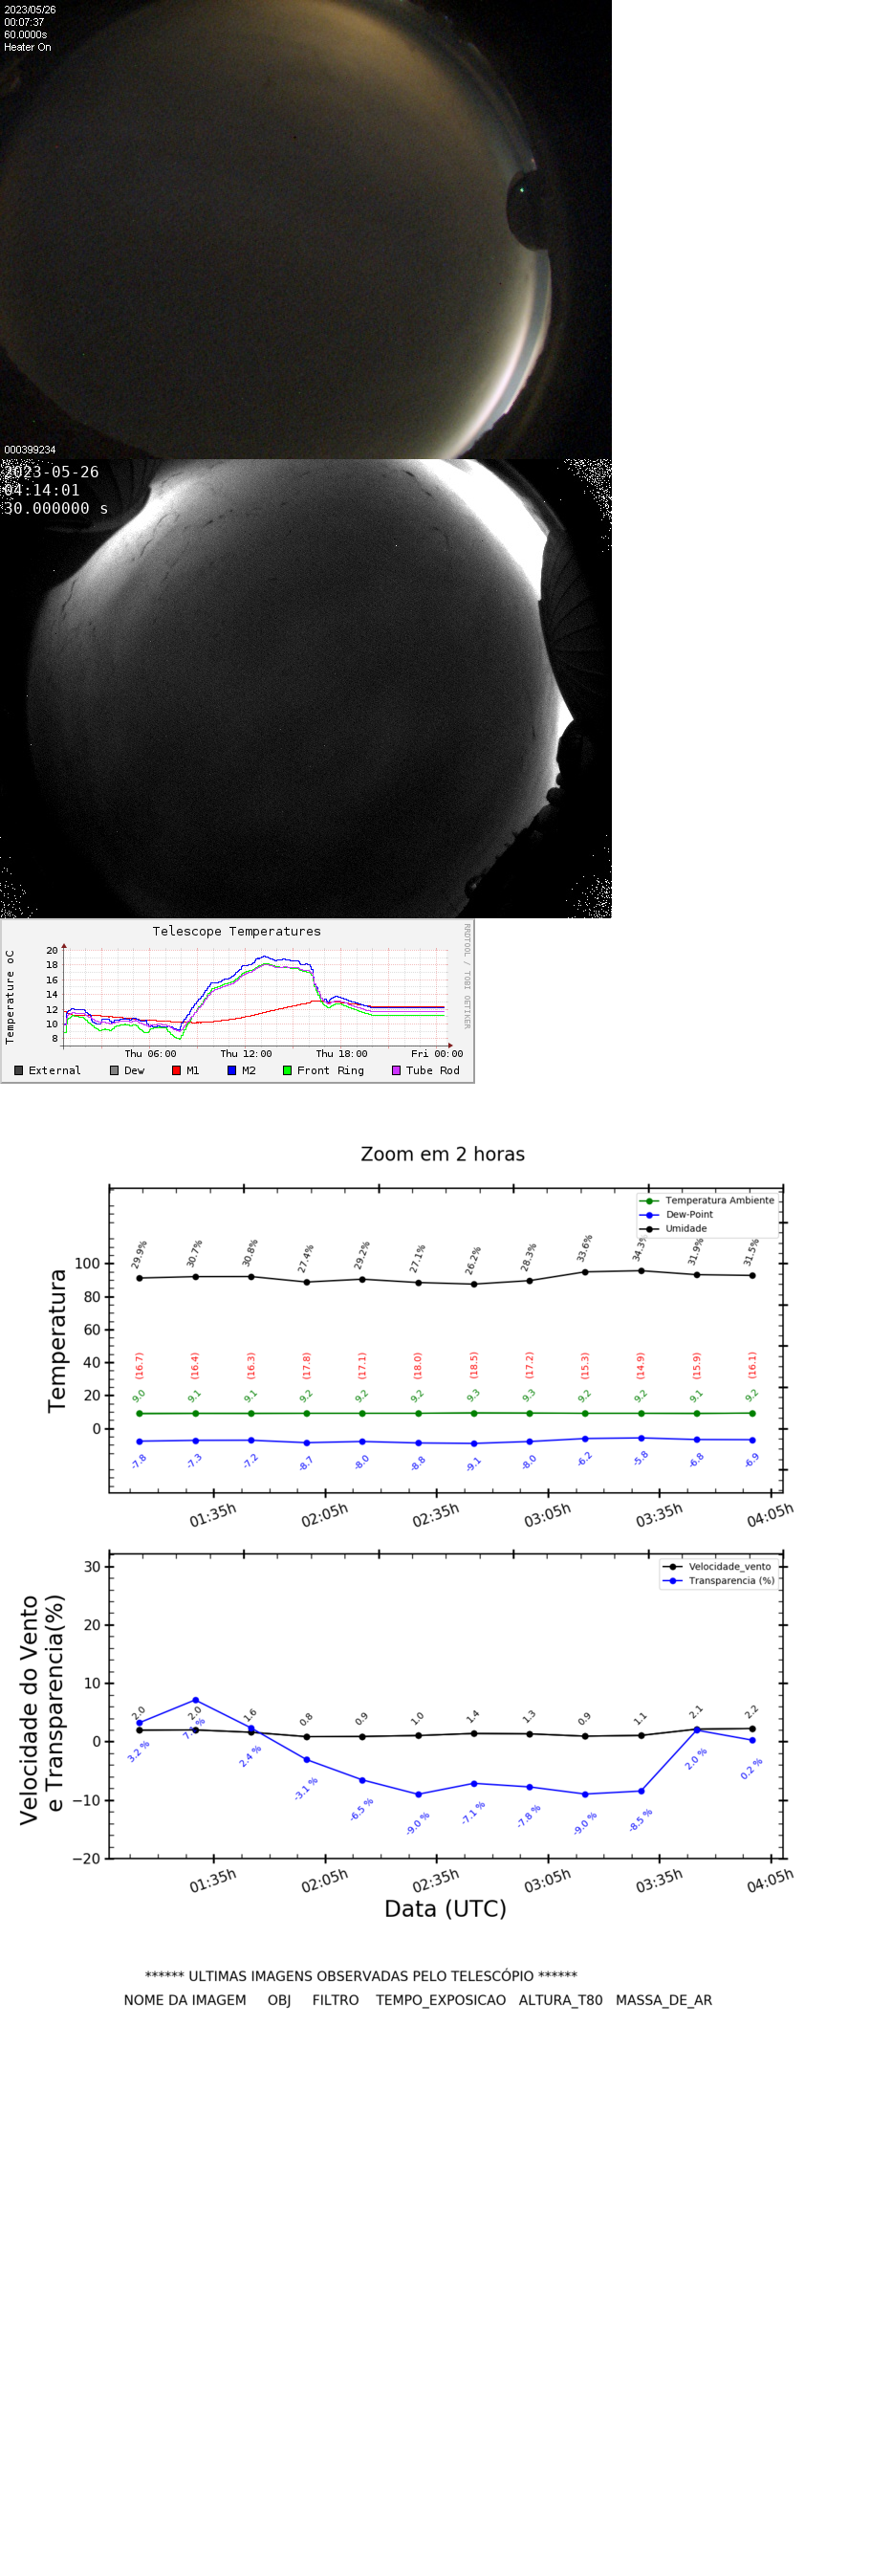 2023/05/26
00:07:37
60.0000s
Heater On
000399234
2023-05-26
04:14:01
30.000000 s
Telescope Temperatures
RRDTOOL / TOBI OETIKER
Temperature oC
20
18
16
14
12
10
8
Thu 06:00 Thu 12:00 Thu 18:00 Fri 00:00
External Dew M1 M2 Front Ring Tube Rod
Zoom em 2 horas
Temperatura Ambiente
Dew-Point
Umidade
Temperatura
100
80
60
40
20
0
29.9% 30.7% 30.8% 27.4% 29.2% 27.1% 26.2% 28.3% 33.6% 34.3% 31.9% 31.5%
(16.7) (16.4) (16.3) (17.8) (17.1) (18.0) (18.5) (17.2) (15.3) (14.9) (15.9) (16.1)
9.0 9.1 9.1 9.2 9.2 9.2 9.3 9.3 9.2 9.2 9.1 9.2
-7.8 -7.3 -7.2 -8.7 -8.0 -8.8 -9.1 -8.0 -6.2 -5.8 -6.8 -6.9
01:35h 02:05h 02:35h 03:05h 03:35h 04:05h
Velocidade_vento
Transparencia (%)
Velocidade do Vento
e Transparencia(%)
30
20
10
0
−10
−20
2.0 2.0 1.6 0.8 0.9 1.0 1.4 1.3 0.9 1.1 2.1 2.2
3.2 % 7.1 % 2.4 % -3.1 % -6.5 % -9.0 % -7.1 % -7.8 % -9.0 % -8.5 % 2.0 % 0.2 %
01:35h 02:05h 02:35h 03:05h 03:35h 04:05h
Data (UTC)
****** ULTIMAS IMAGENS OBSERVADAS PELO TELESCÓPIO ******
NOME DA IMAGEM OBJ FILTRO TEMPO_EXPOSICAO ALTURA_T80 MASSA_DE_AR